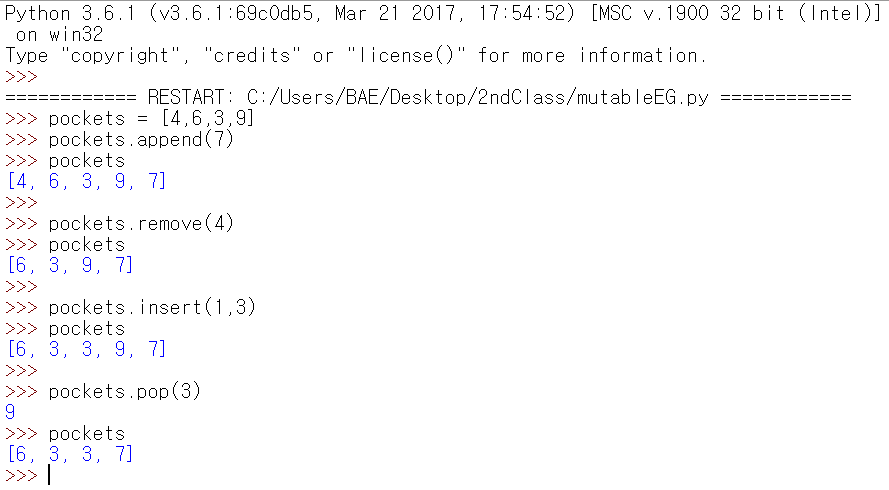 Python 3.6.1 (v3.6.1:69c0db5, Mar 21 2017, 17:54:52) [MSC v.1900 32 bit (Intel)]
 on win32
Type "copyright", "credits" or "license()" for more information.
>>>
============ RESTART: C:/Users/BAE/Desktop/2ndClass/mutableEG.py ============
>>> pockets = [4,6,3,9]
>>> pockets.append(7)
>>> pockets
[4, 6, 3, 9, 7]
>>>
>>> pockets.remove(4)
>>> pockets
[6, 3, 9, 7]
>>>
>>> pockets.insert(1,3)
>>> pockets
[6, 3, 3, 9, 7]
>>>
>>> pockets.pop(3)
9
>>> pockets
[6, 3, 3, 7]
>>>